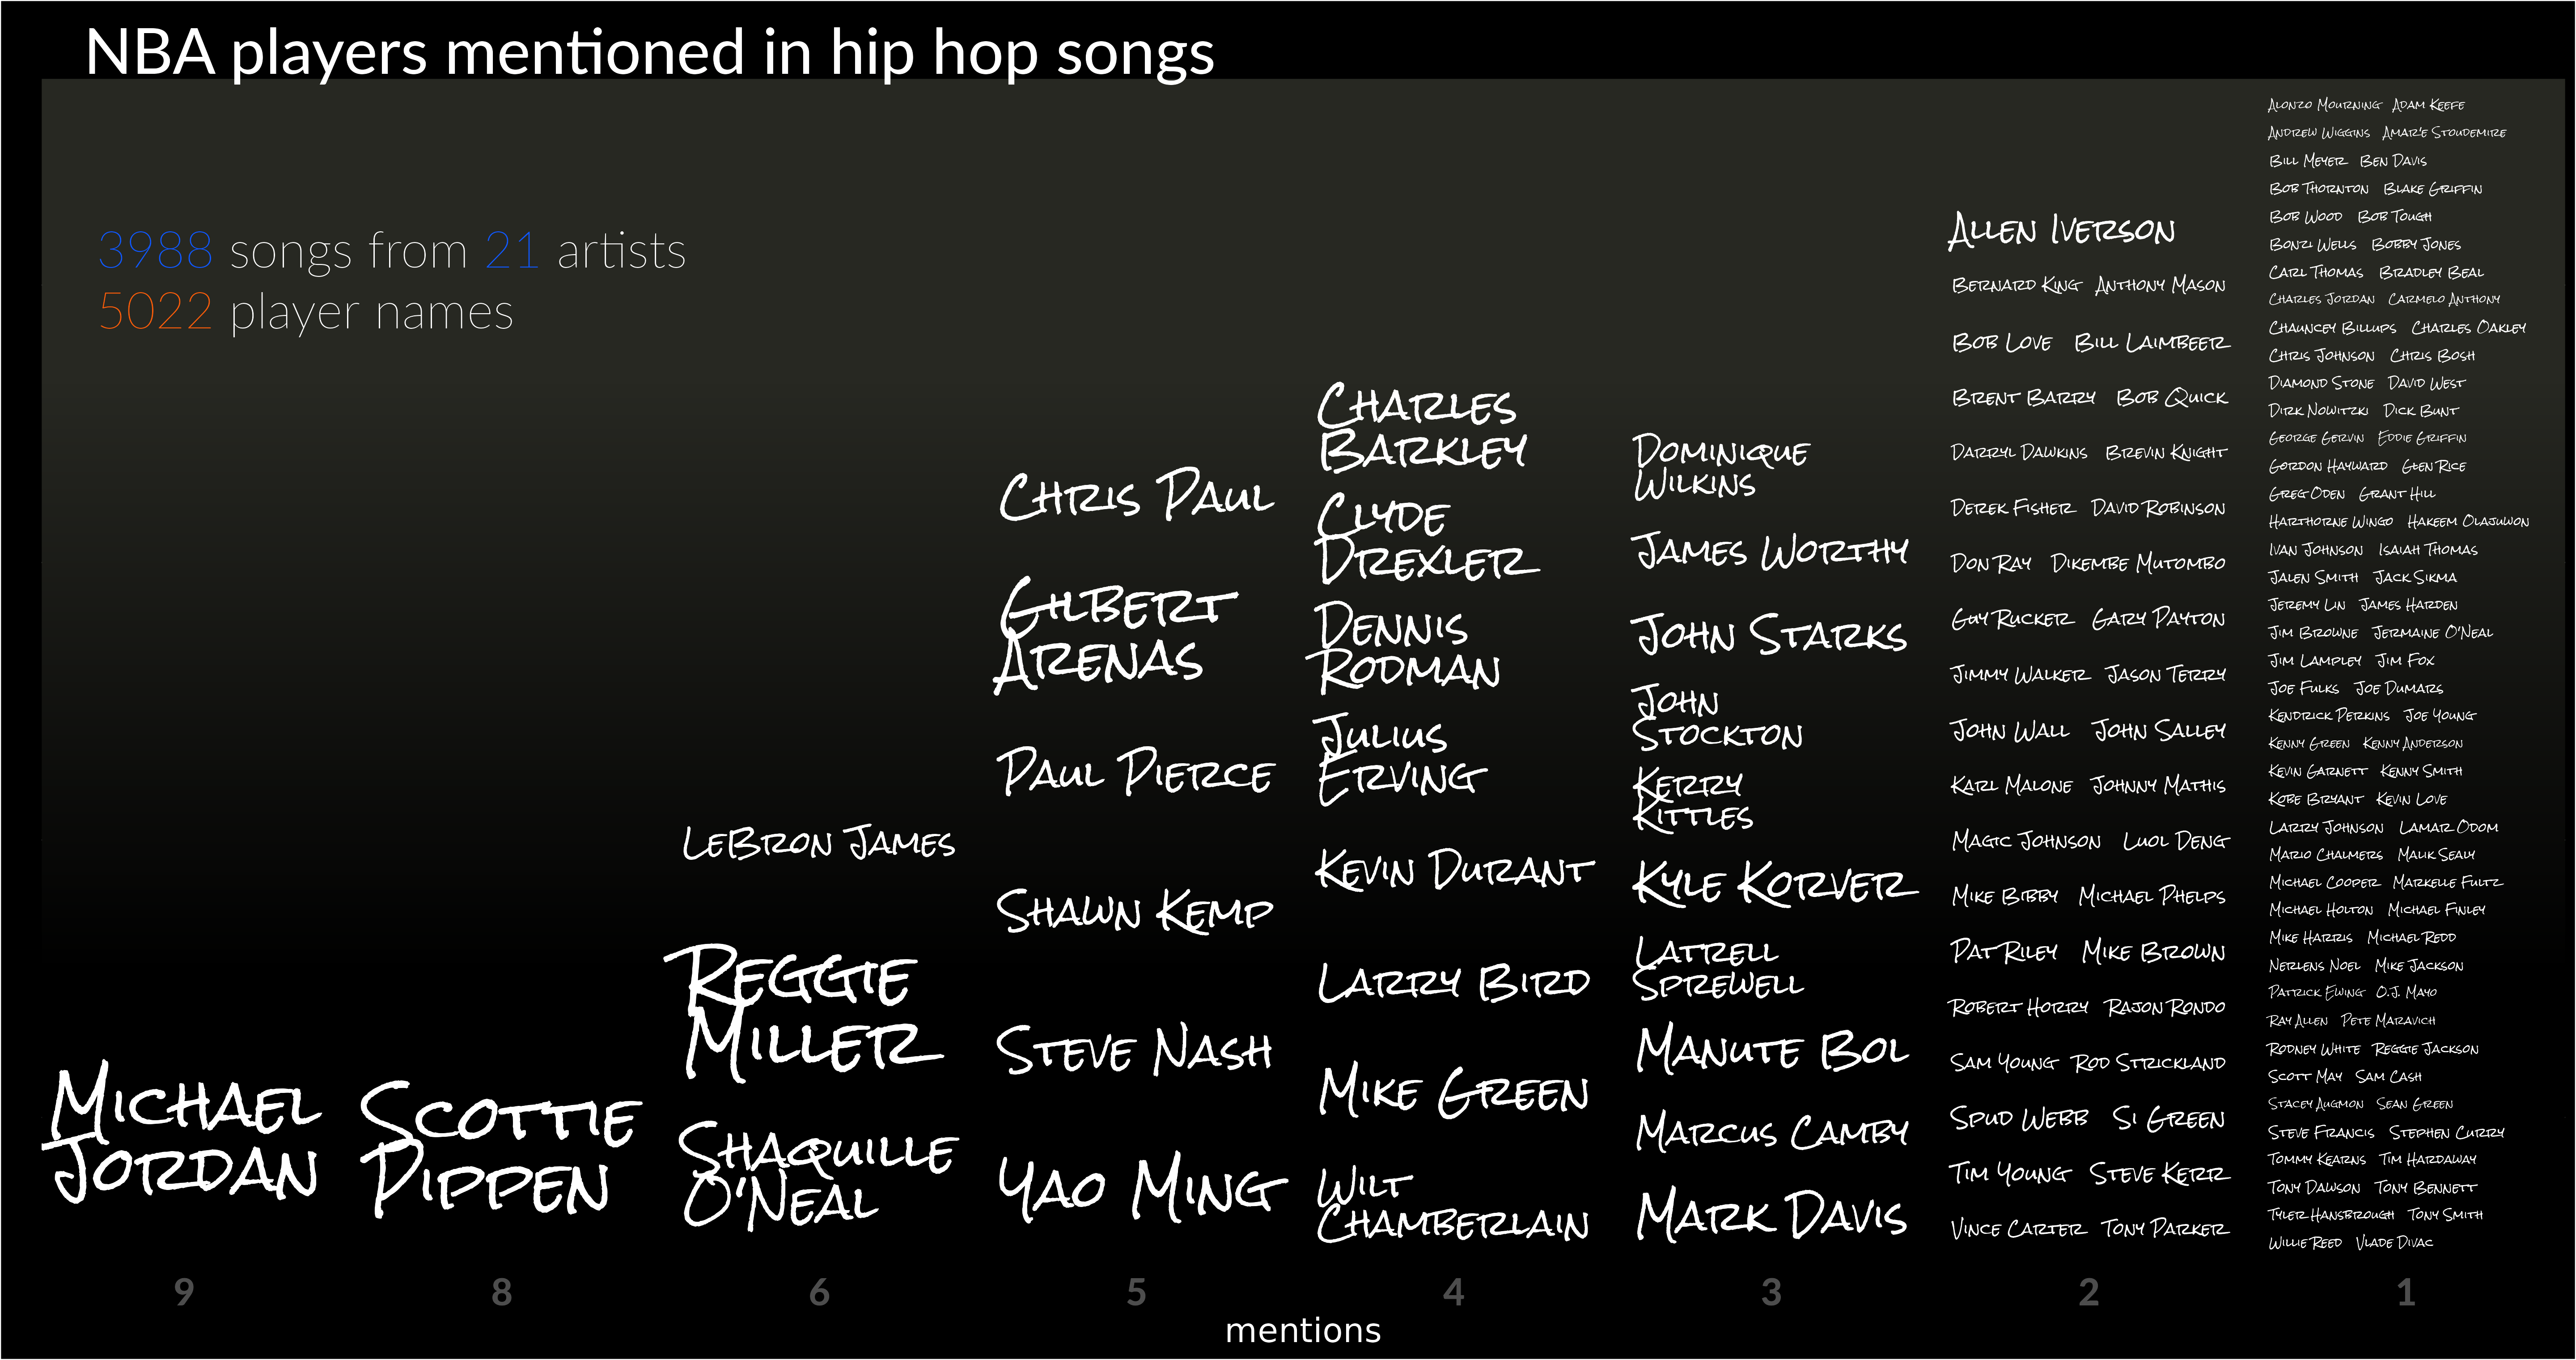 NBA players mentioned in hip hop songs
3988 songs from 21 artists
5022 player names
Michael
Jordan
Scottie
Pippen
LeBron James
Reggie
Miller
Shaquille
O'Neal
Chris Paul
Gilbert
Arenas
Paul Pierce
Shawn Kemp
Steve Nash
Yao Ming
Charles
Barkley
Clyde
Drexler
Dennis
Rodman
Julius
Erving
Kevin Durant
Larry Bird
Mike Green
Wilt
Chamberlain
Dominique
Wilkins
James Worthy
John Starks
John
Stockton
Kerry
Kittles
Kyle Korver
Latrell
Sprewell
Manute Bol
Marcus Camby
Mark Davis
Allen Iverson
Bernard King Anthony Mason
Bob Love Bill Laimbeer
Brent Barry Bob Quick
Darryl Dawkins Brevin Knight
Derek Fisher David Robinson
Don Ray Dikembe Mutombo
Guy Rucker Gary Payton
Jimmy Walker Jason Terry
John Wall John Salley
Karl Malone Johnny Mathis
Magic Johnson Luol Deng
Mike Bibby Michael Phelps
Pat Riley Mike Brown
Robert Horry Rajon Rondo
Sam Young Rod Strickland
Spud Webb Si Green
Tim Young Steve Kerr
Vince Carter Tony Parker
Alonzo Mourning Adam Keefe
Andrew Wiggins Amar'e Stoudemire
Bill Meyer Ben Davis
Bob Thornton Blake Griffin
Bob Wood Bob Tough
Bonzi Wells Bobby Jones
Carl Thomas Bradley Beal
Charles Jordan Carmelo Anthony
Chauncey Billups Charles Oakley
Chris Johnson Chris Bosh
Diamond Stone David West
Dirk Nowitzki Dick Bunt
George Gervin Eddie Griffin
Gordon Hayward Glen Rice
Greg Oden Grant Hill
Harthorne Wingo Hakeem Olajuwon
Ivan Johnson Isaiah Thomas
Jalen Smith Jack Sikma
Jeremy Lin James Harden
Jim Browne Jermaine O'Neal
Jim Lampley Jim Fox
Joe Fulks Joe Dumars
Kendrick Perkins Joe Young
Kenny Green Kenny Anderson
Kevin Garnett Kenny Smith
Kobe Bryant Kevin Love
Larry Johnson Lamar Odom
Mario Chalmers Malik Sealy
Michael Cooper Markelle Fultz
Michael Holton Michael Finley
Mike Harris Michael Redd
Nerlens Noel Mike Jackson
Patrick Ewing O.J. Mayo
Ray Allen Pete Maravich
Rodney White Reggie Jackson
Scott May Sam Cash
Stacey Augmon Sean Green
Steve Francis Stephen Curry
Tommy Kearns Tim Hardaway
Tony Dawson Tony Bennett
Tyler Hansbrough Tony Smith
Willie Reed Vlade Divac
9 8 6 5 4 3 2 1
mentions